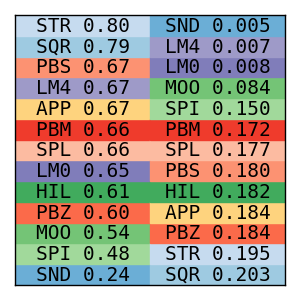 STR 0.80 SND 0.005
SQR 0.79 LM4 0.007
PBS 0.67 LM0 0.008
LM4 0.67 MOO 0.084
APP 0.67 SPI 0.150
PBM 0.66 PBM 0.172
SPL 0.66 SPL 0.177
LM0 0.65 PBS 0.180
HIL 0.61 HIL 0.182
PBZ 0.60 APP 0.184
MOO 0.54 PBZ 0.184
SPI 0.48 STR 0.195
SND 0.24 SQR 0.203